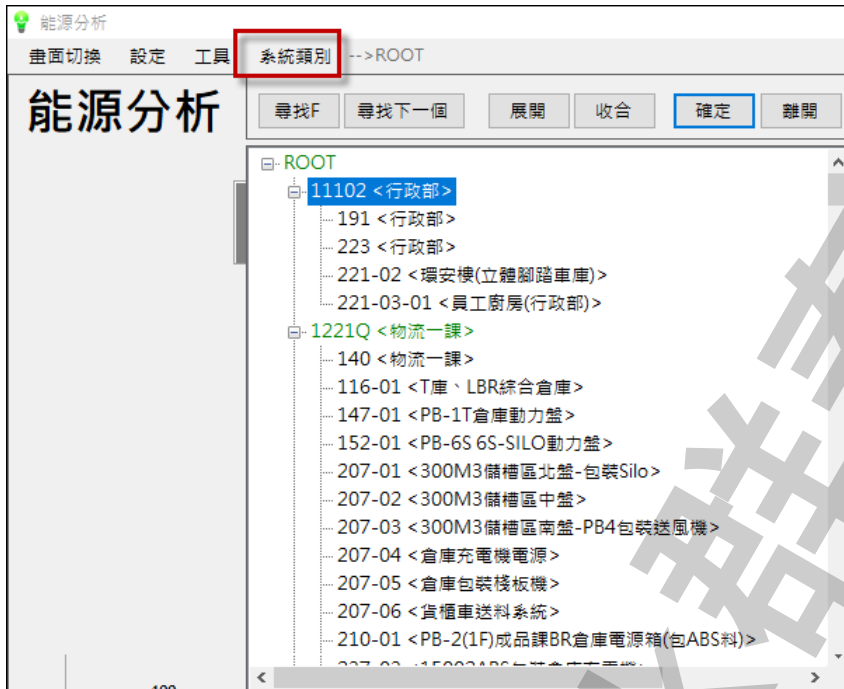 能源分析
畫面切換 設定 工具 系統類別 -->ROOT
能源分析
尋找F 尋找下一個 展開 收合 確定 離開
ROOT
11102 <行政部>
191 <行政部>
223 <行政部>
221-02 <環安樓(立體腳踏車庫)>
221-03-01 <員工廚房(行政部)>
1221Q <物流一課>
140 <物流一課>
116-01 <T庫、LBR綜合倉庫>
147-01 <PB-1T倉庫動力盤>
152-01 <PB-6S 6S-SILO動力盤>
207-01 <300M3儲槽區北盤-包裝Silo>
207-02 <300M3儲槽區中盤>
207-03 <300M3儲槽區南盤-PB4包裝送風機>
207-04 <倉庫充電機電源>
207-05 <倉庫包裝棧板機>
207-06 <貨櫃車送料系統>
210-01 <PB-2(1F)成品課BR倉庫電源箱(包ABS料)>